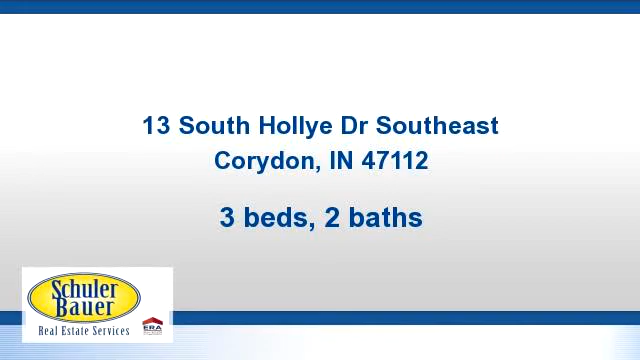 13 South Hollye Dr Southeast
Corydon, IN 47112
3 beds, 2 baths
Schuler
Bauer
Real Estate Services
ERA